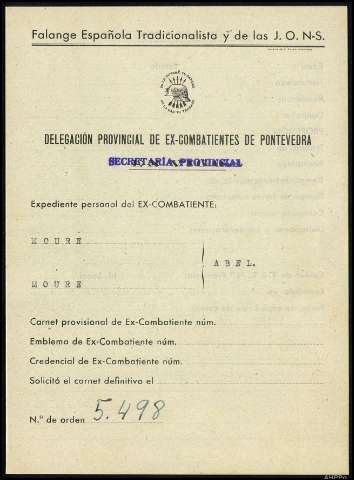 Falange Española Tradicionalista y de las J. O. N-S.
DELEGACIÓN PROVINCIAL DE EX-COMBATIENTES DE PONTEVEDRA
SECRETARÍA PROVINCIAL
Expediente personal del EX-COMBATIENTE:
MOURE
ABEL.
MOURE
Carnet provisional de Ex-Combatiente núm.
Emblema de Ex-Combatiente núm.
Credencial de Ex-Combatiente núm.
Solicitó el carnet definitivo el
N.º de orden 5.498
AHPPo